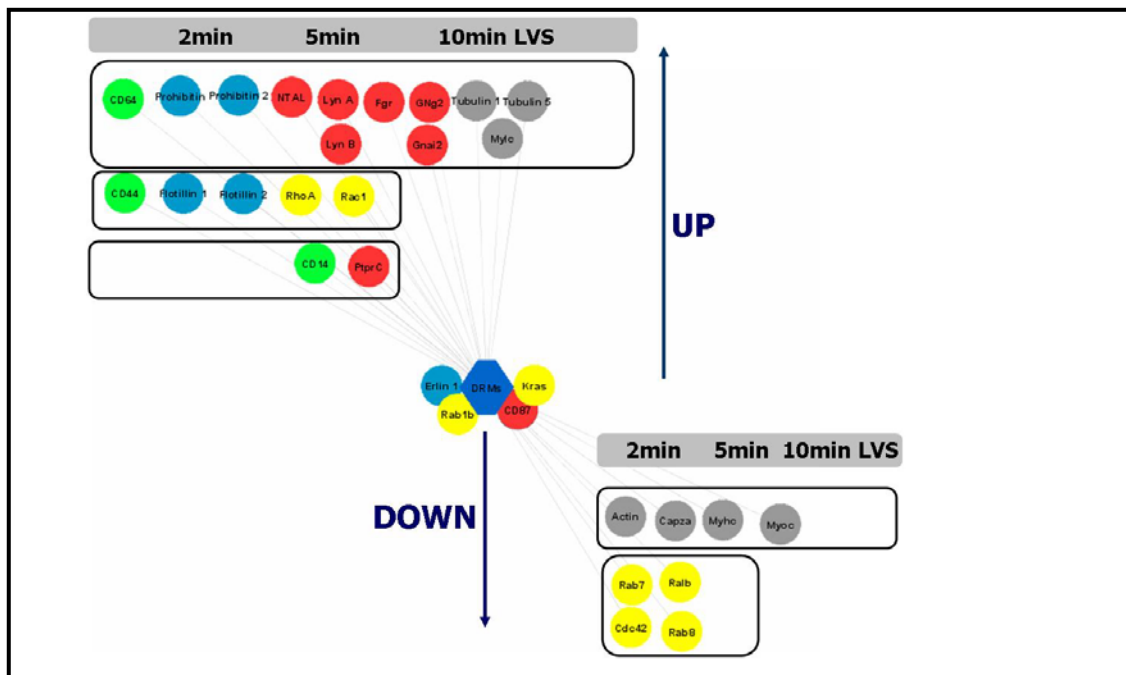 2min 5min 10min LVS
CD64 Prohibitin Prohibitin 2 NTAL Lyn A Fgr GNg2 Tubulin 1 Tubulin 5
Lyn B Gnai2 Mylc
CD44 Flotillin 1 Flotillin 2 RhoA Rac1
CD14 PtprC
UP
Erlin 1 DRMs Kras
Rab1b CD87
DOWN
2min 5min 10min LVS
Actin Capza Myhc Myoc
Rab7 Ralb
Cdc42 Rab8